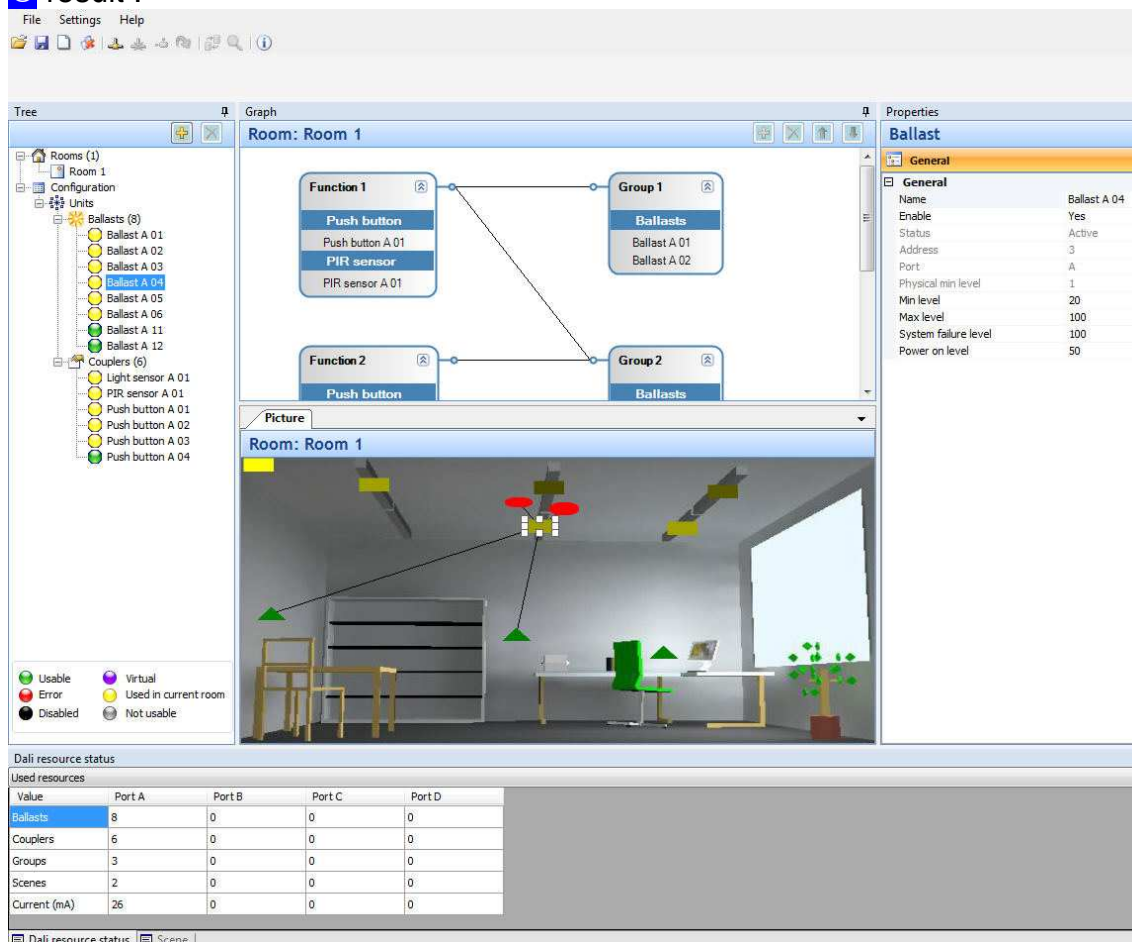 result :
File Settings Help
Tree
Graph
Properties
Room: Room 1
Ballast
Rooms (1)
Room 1
Configuration
Units
Ballasts (8)
Ballast A 01
Ballast A 02
Ballast A 03
Ballast A 04
Ballast A 05
Ballast A 06
Ballast A 11
Ballast A 12
Couplers (6)
Light sensor A 01
PIR sensor A 01
Push button A 01
Push button A 02
Push button A 03
Push button A 04
Usable Virtual
Error Used in current room
Disabled Not usable
Function 1
Push button
Push button A 01
PIR sensor
PIR sensor A 01
Group 1
Ballasts
Ballast A 01
Ballast A 02
Function 2
Push button
Group 2
Ballasts
Picture
Room: Room 1
General
General
Name Ballast A 04
Enable Yes
Status Active
Address 3
Port A
Physical min level 1
Min level 20
Max level 100
System failure level 100
Power on level 50
Dali resource status
Used resources
Value Port A Port B Port C Port D
Ballasts 8 0 0 0
Couplers 6 0 0 0
Groups 3 0 0 0
Scenes 2 0 0 0
Current (mA) 26 0 0 0
Dali resource status Scene